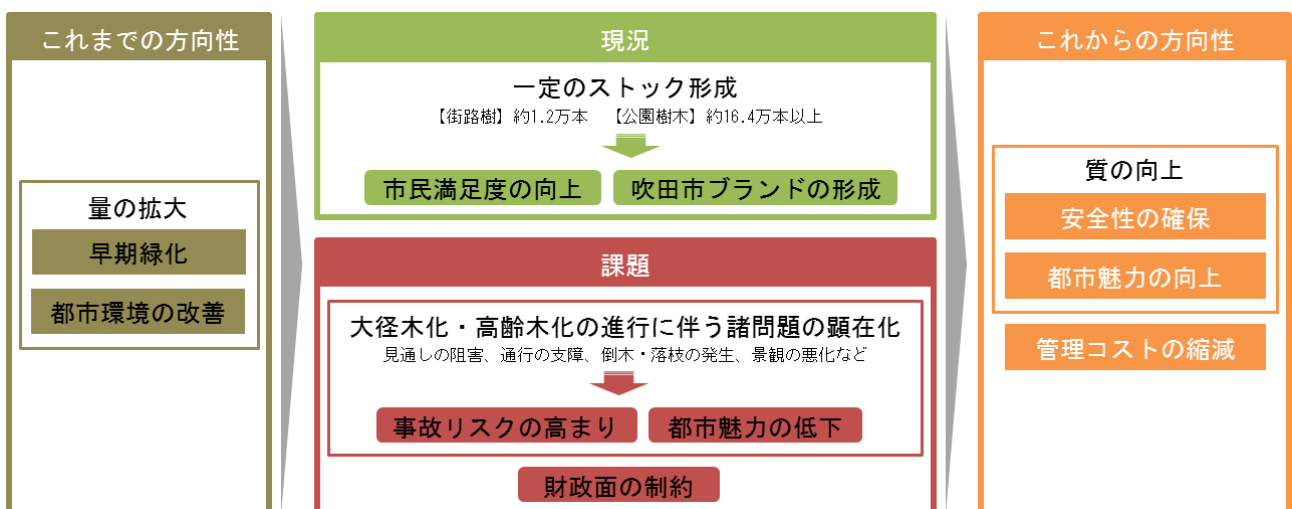 これまでの方向性
量の拡大
早期緑化
都市環境の改善
現況
一定のストック形成
【街路樹】約1.2万本 【公園樹木】約16.4万本以上
市民満足度の向上 吹田市ブランドの形成
課題
大径木化・高齢木化の進行に伴う諸問題の顕在化
見通しの阻害、通行の支障、倒木・落枝の発生、景観の悪化など
事故リスクの高まり 都市魅力の低下
財政面の制約
これからの方向性
質の向上
安全性の確保
都市魅力の向上
管理コストの縮減